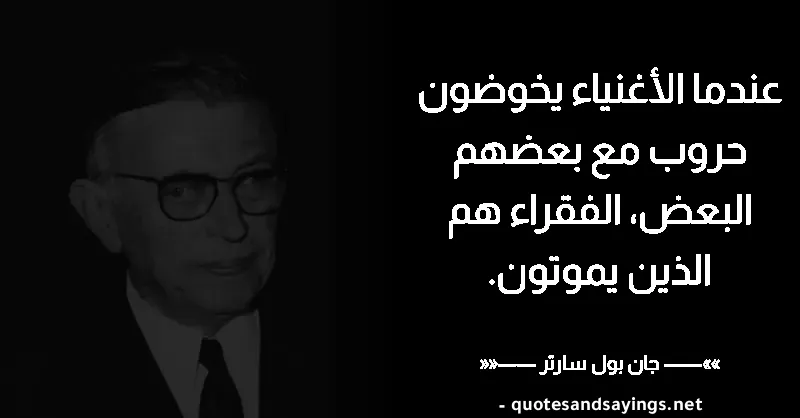 عندما الأغنياء يخوضون
حروب مع بعضهم
البعض، الفقراء هم
الذين يموتون.
»»—— جان بول سارتر ——««
- quotesandsayings.net